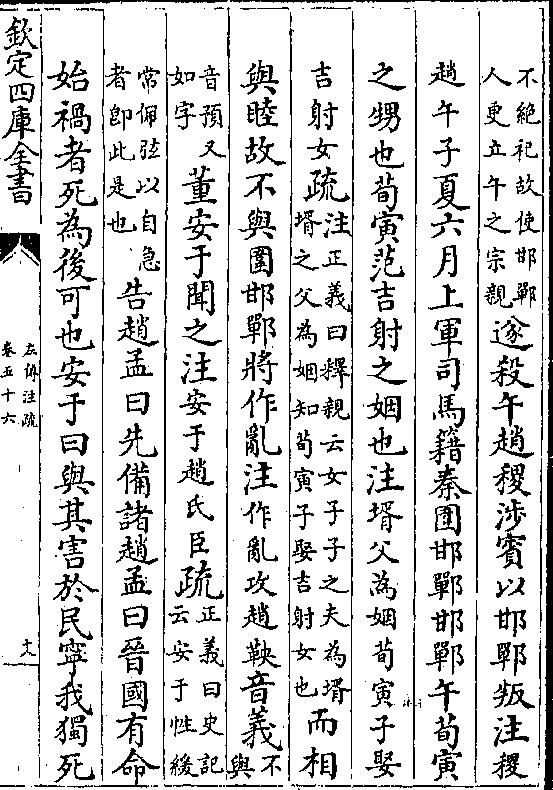 不絶祀故使邯鄲人更立午之宗親遂殺午趙稷涉賓以邯鄲叛注稷
趙午子夏六月上軍司馬籍秦圍邯鄲邯鄲午荀寅
之甥也荀寅范吉射之姻也注壻父為姻荀寅子娶
吉射女疏注正義曰釋親云女子子之夫為壻壻之父為姻知荀寅子娶吉射女也而相
與睦故不與圍邯鄲將作亂注作亂攻趙鞅音義不與
音預又如字董安于聞之注安于趙氏臣疏正義曰史記云安于性緩
常佩弦以自急者卽此是也告趙孟曰先備諸趙孟曰晉國有命
始禍者死為後可也安于曰與其害於民寧我獨死
欽定四庫全書
左傳注疏
卷五十六
十八